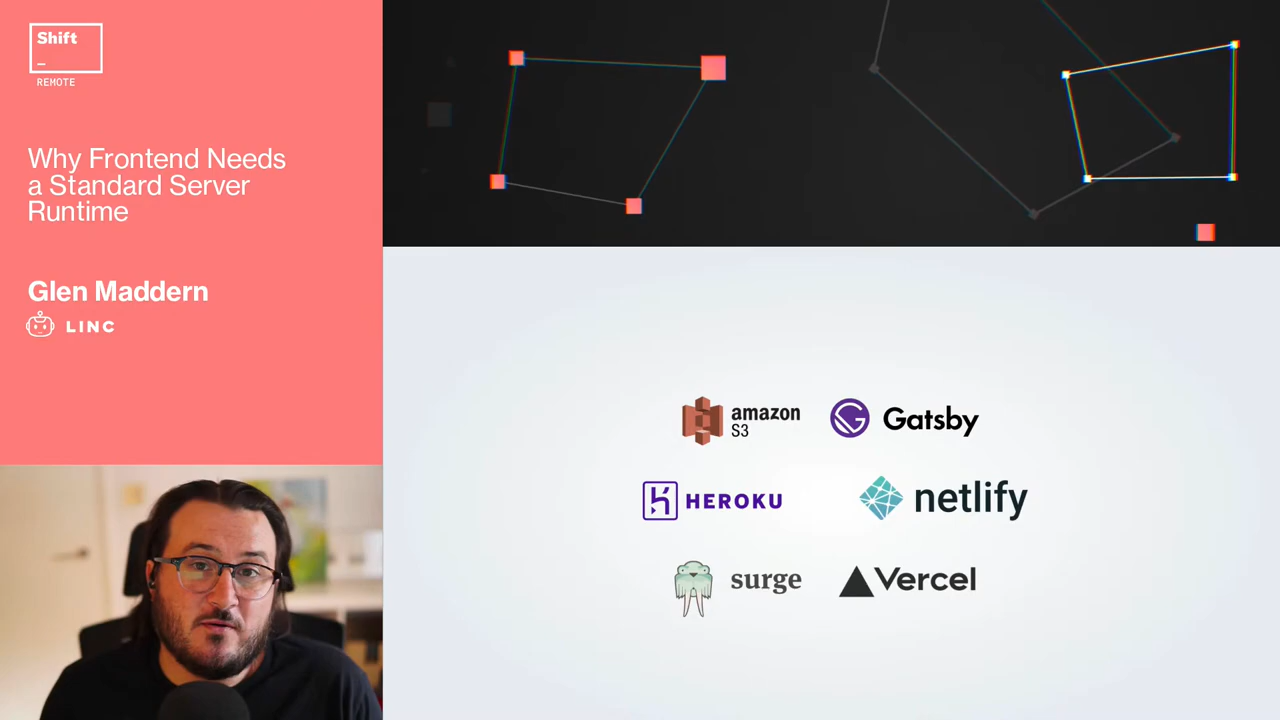 Shift
_
REMOTE
Why Frontend Needs
a Standard Server
Runtime
Glen Maddern
LINC
amazon
S3
Gatsby
HEROKU
netlify
surge
Vercel